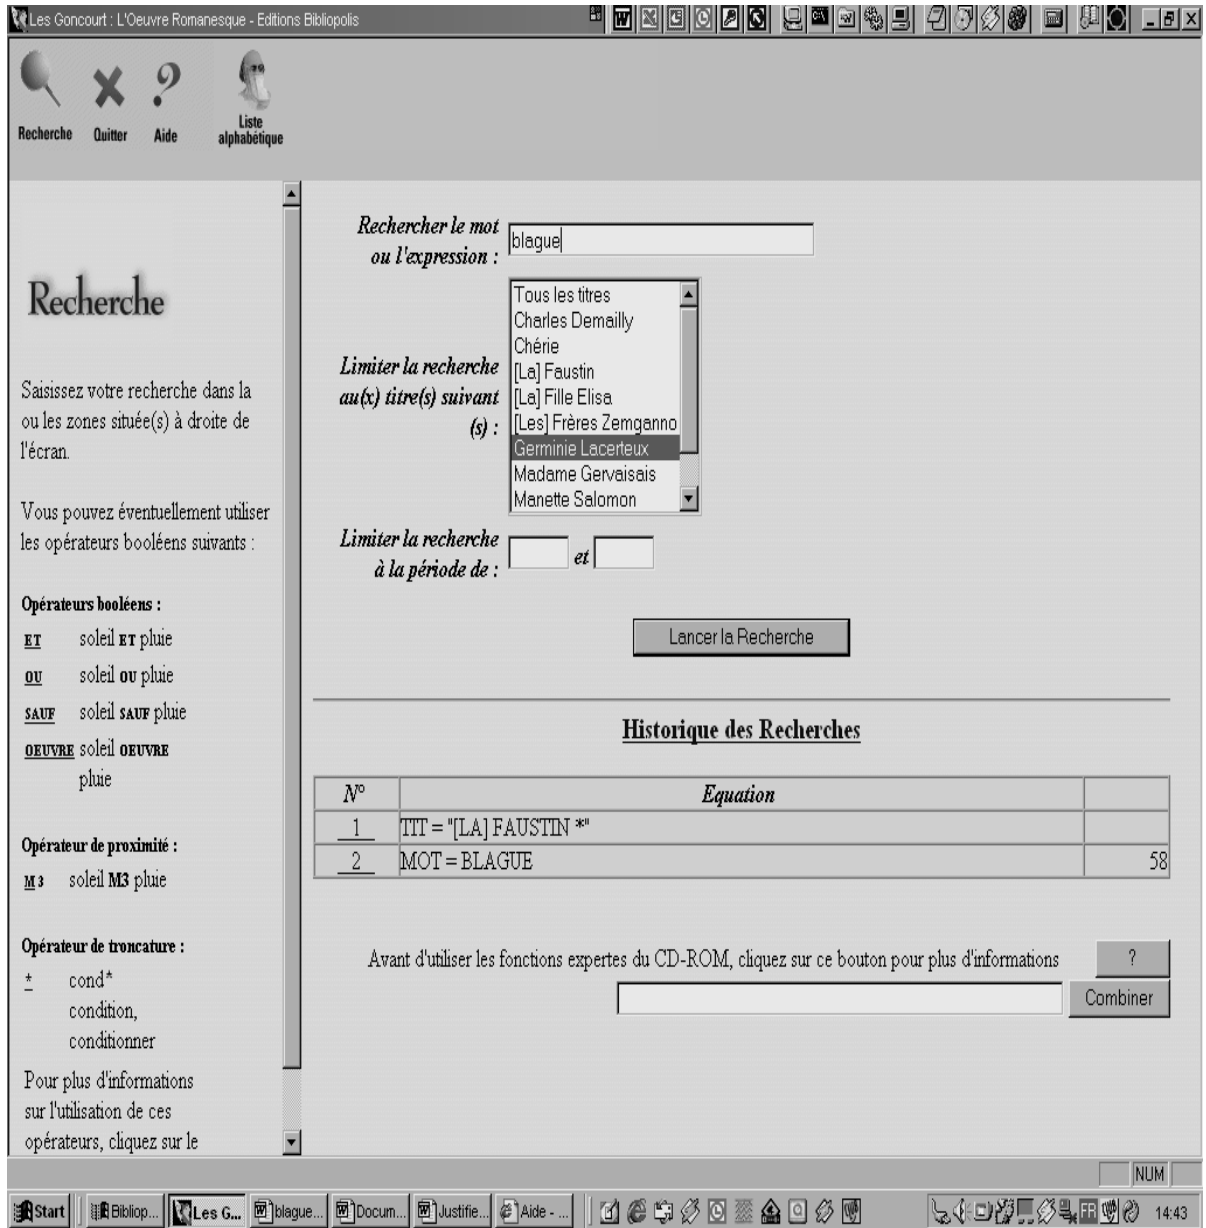 Les Goncourt : L'Oeuvre Romanesque - Editions Bibliopolis
Recherche
Quitter
Aide
Liste
alphabétique
Recherche
Saisissez votre recherche dans la
ou les zones située(s) à droite de
l'écran.
Vous pouvez éventuellement utiliser
les opérateurs booléens suivants :
Opérateurs booléens :
ET soleil ET pluie
OU soleil OU pluie
SAUF soleil SAUF pluie
OEUVRE soleil OEUVRE
pluie
Opérateur de proximité :
M3 soleil M3 pluie
Opérateur de troncature :
* cond*
condition,
conditionner
Pour plus d'informations
sur l'utilisation de ces
opérateurs, cliquez sur le
Rechercher le mot
ou l'expression :
blague
Limiter la recherche
au(x) titre(s) suivant
(s) :
Tous les titres
Charles Demailly
Chérie
[La] Faustin
[La] Fille Elisa
[Les] Frères Zemganno
Germinie Lacerteux
Madame Gervaisais
Manette Salomon
Limiter la recherche
à la période de :
et
Lancer la Recherche
Historique des Recherches
N° Equation
1 TIT = "[LA] FAUSTIN *"
2 MOT = BLAGUE 58
Avant d'utiliser les fonctions expertes du CD-ROM, cliquez sur ce bouton pour plus d'informations ?
Combiner
NUM
Start Bibliop... Les G... blague... Docum... Justifie... Aide - ... FR 14:43